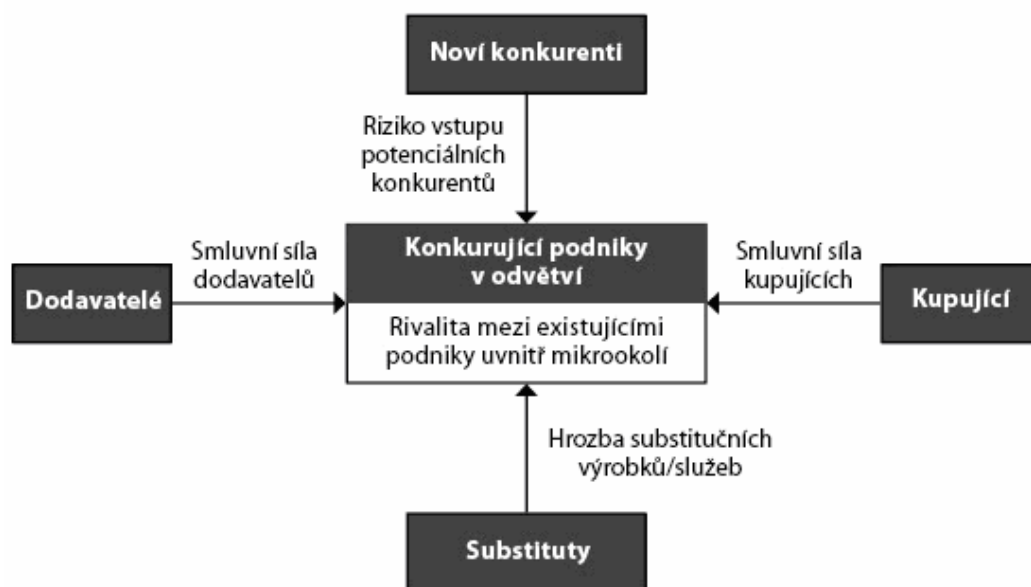 Noví konkurenti
Riziko vstupu
potenciálních
konkurentů
Smluvní síla
dodavatelů
Dodavatelé
Konkurující podniky
v odvětví
Rivalita mezi existujícími
podniky uvnitř mikrookolí
Smluvní síla
kupujících
Kupující
Hrozba substitučních
výrobků/služeb
Substituty